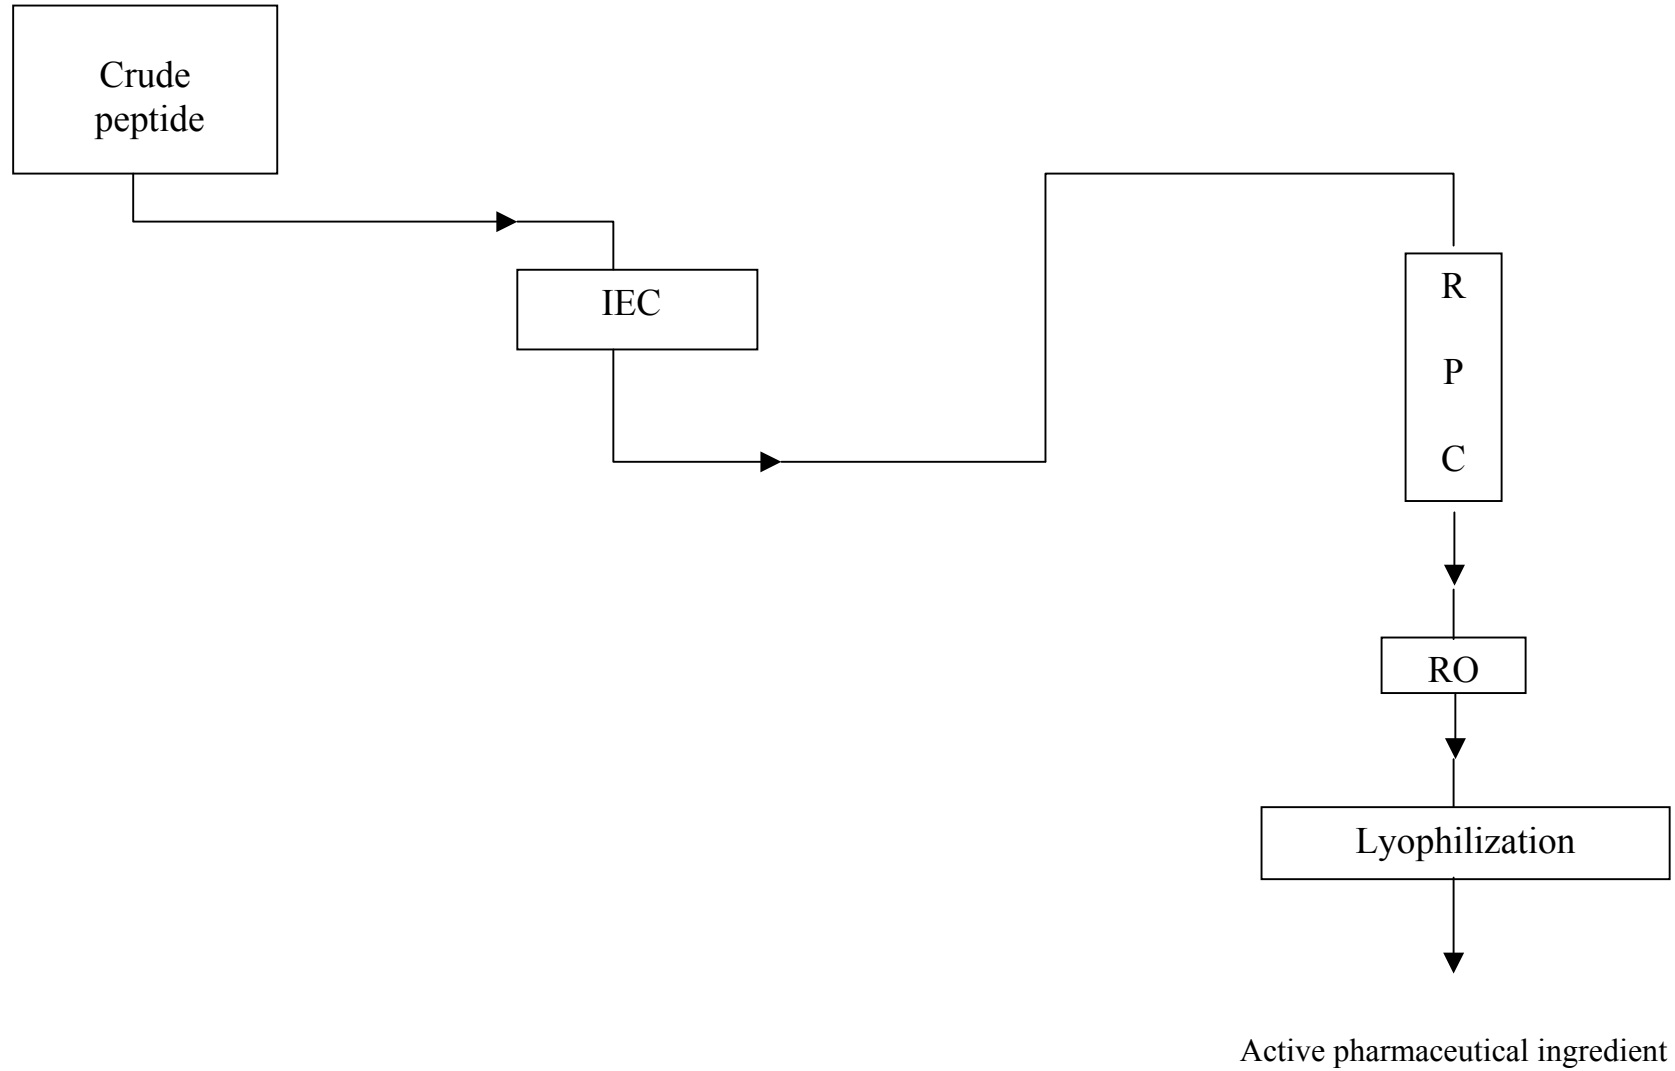 Crude
peptide
IEC
R
P
C
RO
Lyophilization
Active pharmaceutical ingredient